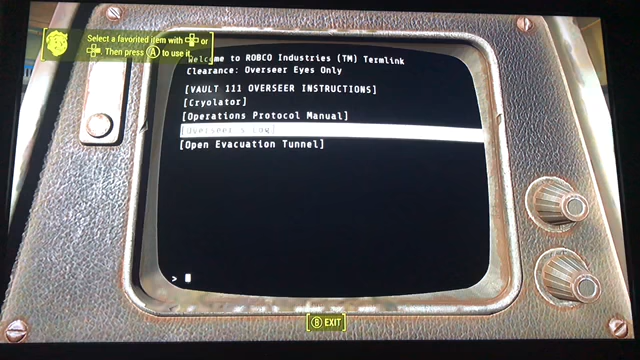 Select a favorited item with or
. Then press (A) to use it.
Welcome to ROBCO Industries (TM) Termlink
Clearance: Overseer Eyes Only
[VAULT 111 OVERSEER INSTRUCTIONS]
[Cryolator]
[Operations Protocol Manual]
[Overseer's Log]
[Open Evacuation Tunnel]
>
(B) EXIT